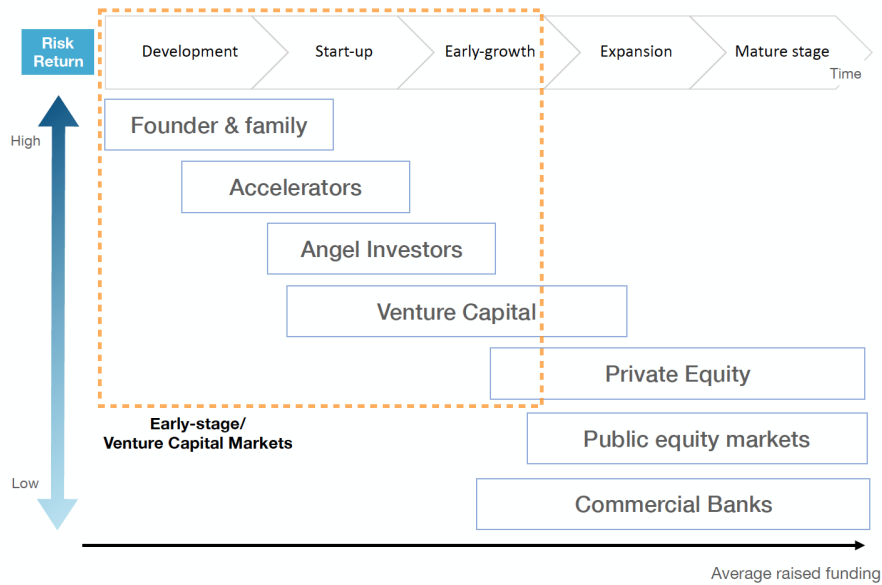 Risk
Return
Development
Start-up
Early-growth
Expansion
Mature stage
Time
High
Founder & family
Accelerators
Angel Investors
Venture Capital
Private Equity
Early-stage/
Venture Capital Markets
Public equity markets
Low
Commercial Banks
Average raised funding